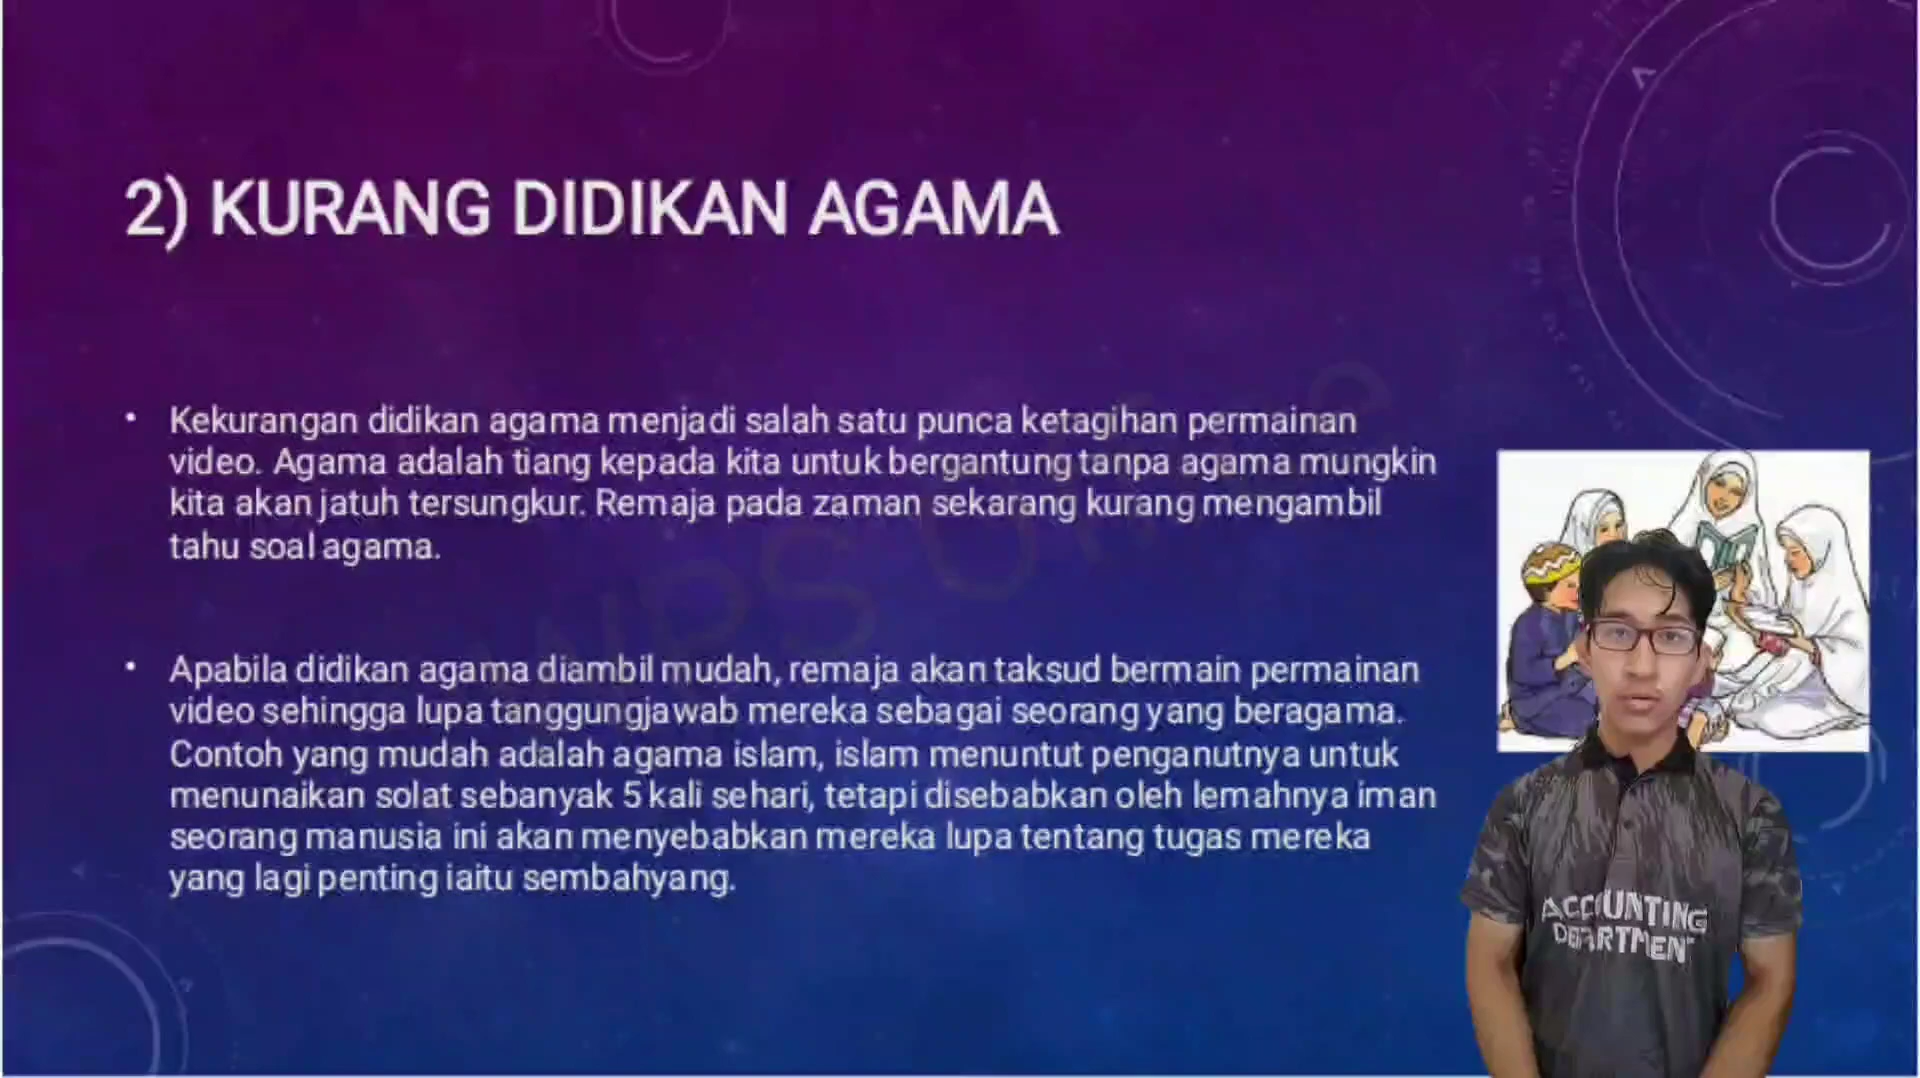 2) KURANG DIDIKAN AGAMA
• Kekurangan didikan agama menjadi salah satu punca ketagihan permainan
video. Agama adalah tiang kepada kita untuk bergantung tanpa agama mungkin
kita akan jatuh tersungkur. Remaja pada zaman sekarang kurang mengambil
tahu soal agama.
• Apabila didikan agama diambil mudah, remaja akan taksud bermain permainan
video sehingga lupa tanggungjawab mereka sebagai seorang yang beragama.
Contoh yang mudah adalah agama islam, islam menuntut penganutnya untuk
menunaikan solat sebanyak 5 kali sehari, tetapi disebabkan oleh lemahnya iman
seorang manusia ini akan menyebabkan mereka lupa tentang tugas mereka
yang lagi penting iaitu sembahyang.
ACCOUNTING
DEPARTMENT